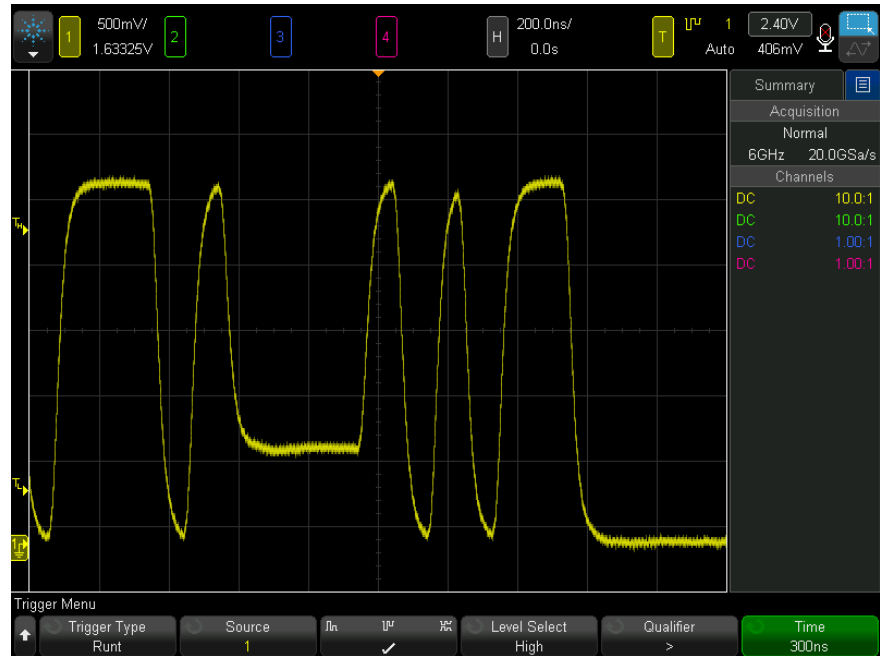 1 500mV/ 2 3 4 H 200.0ns/ T 1 2.40V
1.63325V 0.0s Auto 406mV
Summary
Acquisition
Normal
6GHz 20.0GSa/s
Channels
DC 10.0:1
DC 10.0:1
DC 1.00:1
DC 1.00:1
TH
TL
1
Trigger Menu
Trigger Type Source Level Select Qualifier Time
Runt 1 High > 300ns